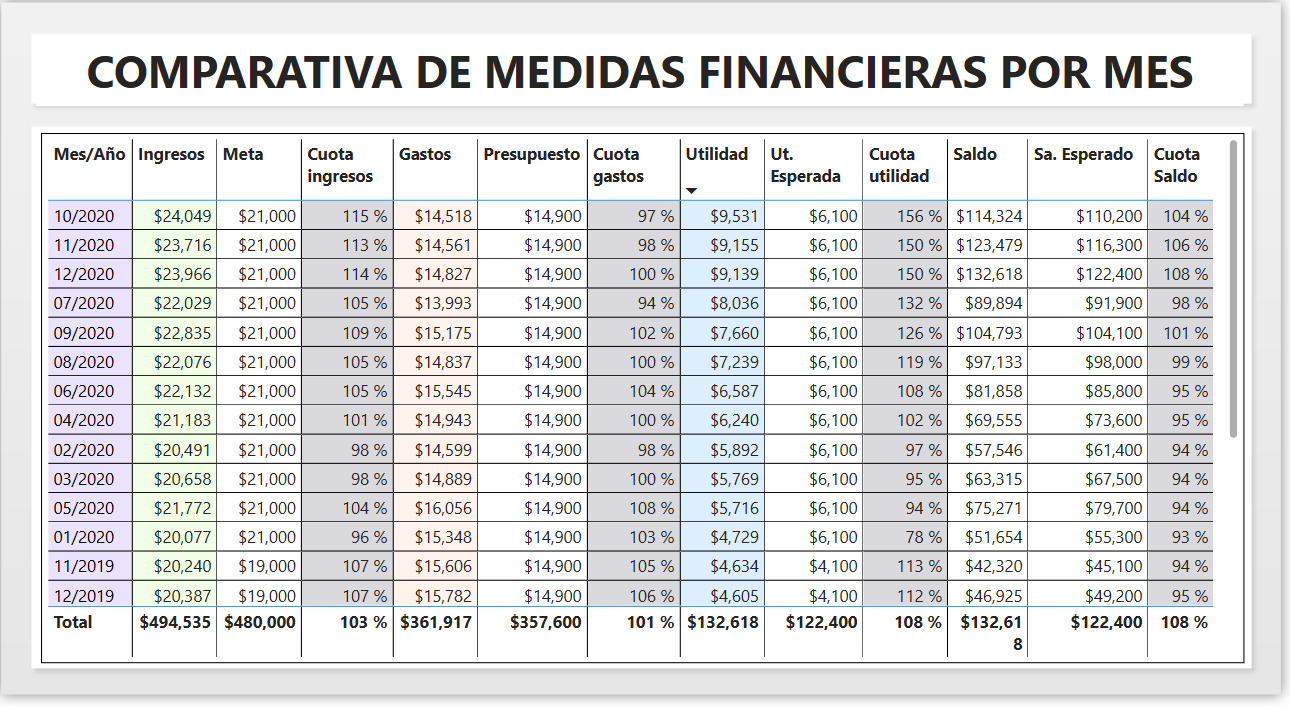 COMPARATIVA DE MEDIDAS FINANCIERAS POR MES
Mes/Año Ingresos Meta Cuota ingresos Gastos Presupuesto Cuota gastos Utilidad Ut. Esperada Cuota utilidad Saldo Sa. Esperado Cuota Saldo
10/2020 $24,049 $21,000 115 % $14,518 $14,900 97 % $9,531 $6,100 156 % $114,324 $110,200 104 %
11/2020 $23,716 $21,000 113 % $14,561 $14,900 98 % $9,155 $6,100 150 % $123,479 $116,300 106 %
12/2020 $23,966 $21,000 114 % $14,827 $14,900 100 % $9,139 $6,100 150 % $132,618 $122,400 108 %
07/2020 $22,029 $21,000 105 % $13,993 $14,900 94 % $8,036 $6,100 132 % $89,894 $91,900 98 %
09/2020 $22,835 $21,000 109 % $15,175 $14,900 102 % $7,660 $6,100 126 % $104,793 $104,100 101 %
08/2020 $22,076 $21,000 105 % $14,837 $14,900 100 % $7,239 $6,100 119 % $97,133 $98,000 99 %
06/2020 $22,132 $21,000 105 % $15,545 $14,900 104 % $6,587 $6,100 108 % $81,858 $85,800 95 %
04/2020 $21,183 $21,000 101 % $14,943 $14,900 100 % $6,240 $6,100 102 % $69,555 $73,600 95 %
02/2020 $20,491 $21,000 98 % $14,599 $14,900 98 % $5,892 $6,100 97 % $57,546 $61,400 94 %
03/2020 $20,658 $21,000 98 % $14,889 $14,900 100 % $5,769 $6,100 95 % $63,315 $67,500 94 %
05/2020 $21,772 $21,000 104 % $16,056 $14,900 108 % $5,716 $6,100 94 % $75,271 $79,700 94 %
01/2020 $20,077 $21,000 96 % $15,348 $14,900 103 % $4,729 $6,100 78 % $51,654 $55,300 93 %
11/2019 $20,240 $19,000 107 % $15,606 $14,900 105 % $4,634 $4,100 113 % $42,320 $45,100 94 %
12/2019 $20,387 $19,000 107 % $15,782 $14,900 106 % $4,605 $4,100 112 % $46,925 $49,200 95 %
Total $494,535 $480,000 103 % $361,917 $357,600 101 % $132,618 $122,400 108 % $132,618 $122,400 108 %